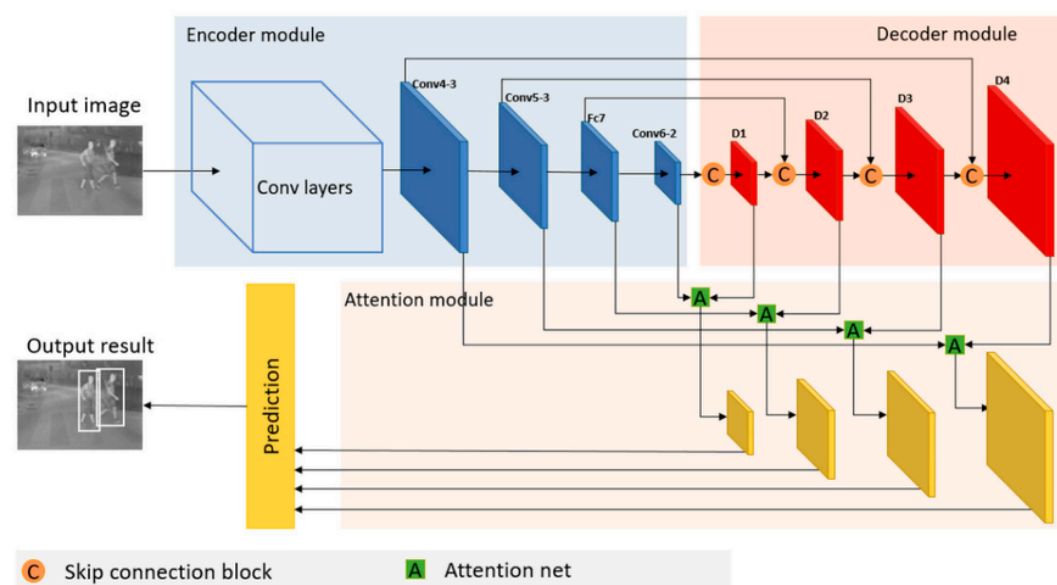 Encoder module
Decoder module
Input image
Conv layers
Conv4-3
Conv5-3
Fc7
Conv6-2
D1
D2
D3
D4
C
C
C
C
Attention module
A
A
A
A
Output result
Prediction
C Skip connection block
A Attention net